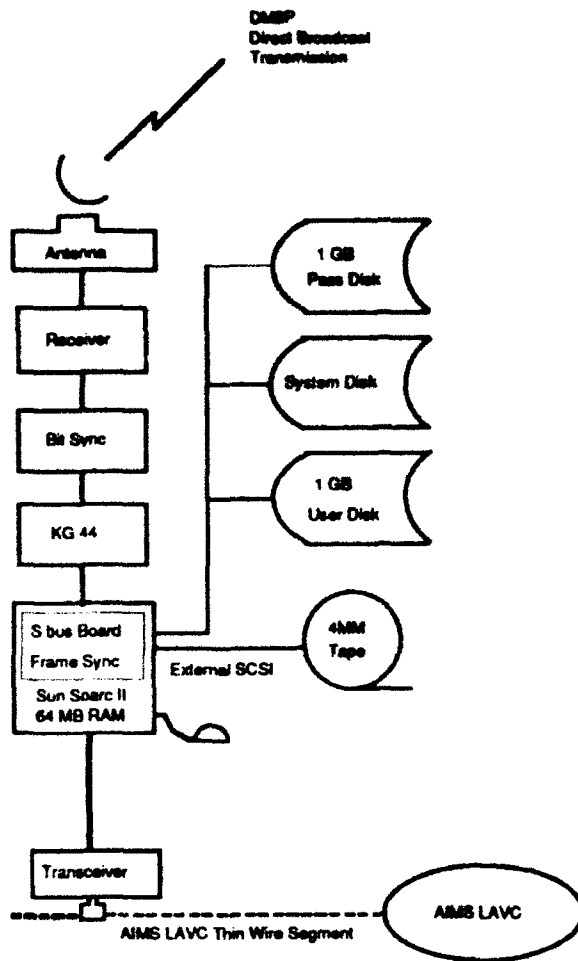 DMSP
Direct Broadcast
Transmission
Antenna
Receiver
Bit Sync
KG 44
S bus Board
Frame Sync
Sun Sparc II
64 MB RAM
1 GB
Pass Disk
System Disk
1 GB
User Disk
4MM
Tape
External SCSI
Transceiver
AIMS LAVC Thin Wire Segment
AIMS LAVC